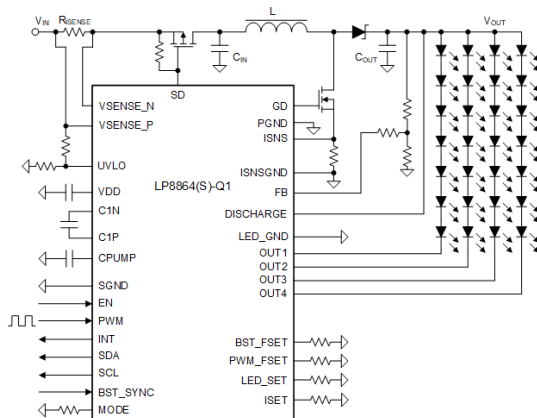 VIN RISENSE L VOUT
CIN COUT
SD
VSENSE_N GD
VSENSE_P PGND
ISNS
UVLO ISNSGND
LP8864(S)-Q1
VDD FB
C1N DISCHARGE
C1P LED_GND
CPUMP OUT1
OUT2
SGND OUT3
EN OUT4
PWM
INT BST_FSET
SDA PWM_FSET
SCL LED_SET
BST_SYNC ISET
MODE